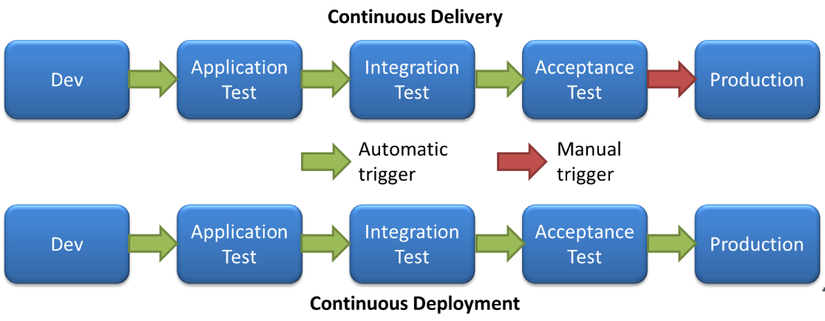 Continuous Delivery
Dev
Application
Test
Integration
Test
Acceptance
Test
Production
Automatic
trigger
Manual
trigger
Dev
Application
Test
Integration
Test
Acceptance
Test
Production
Continuous Deployment